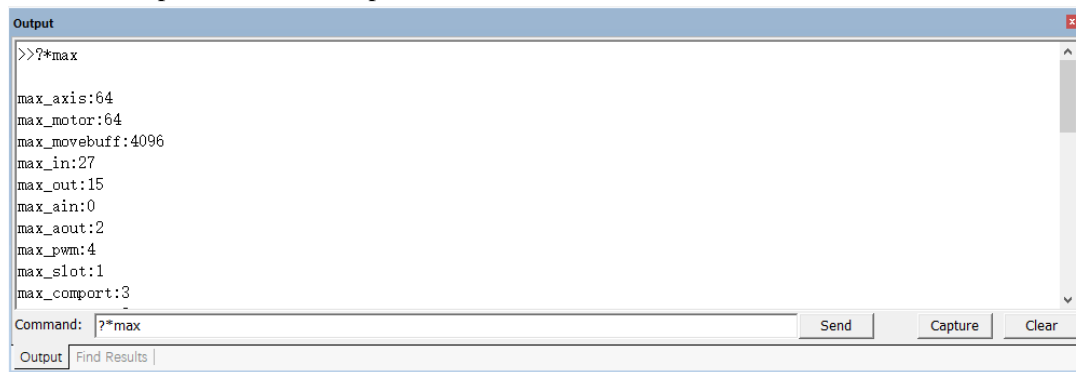 Output
>>?*max
max_axis:64
max_motor:64
max_movebuff:4096
max_in:27
max_out:15
max_ain:0
max_aout:2
max_pwm:4
max_slot:1
max_comport:3
Command: ?*max Send Capture Clear
Output Find Results